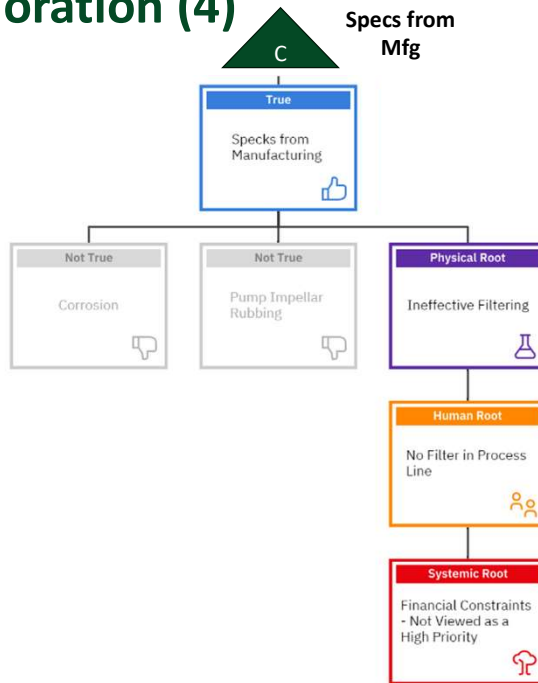 oration (4)
Specs from
Mfg
C
True
Specks from
Manufacturing
Not True
Corrosion
Not True
Pump Impellar
Rubbing
Physical Root
Ineffective Filtering
Human Root
No Filter in Process
Line
Systemic Root
Financial Constraints
- Not Viewed as a
High Priority